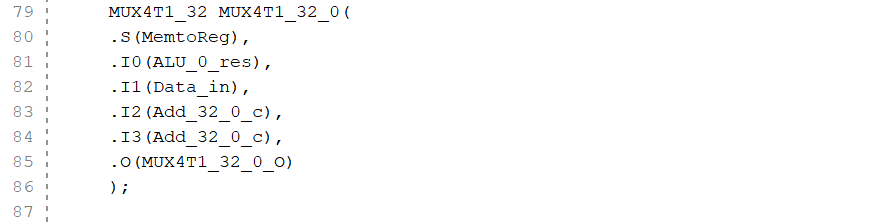 79 MUX4T1_32 MUX4T1_32_0(
80 .S(MemtoReg),
81 .I0(ALU_0_res),
82 .I1(Data_in),
83 .I2(Add_32_0_c),
84 .I3(Add_32_0_c),
85 .O(MUX4T1_32_0_O)
86 );
87